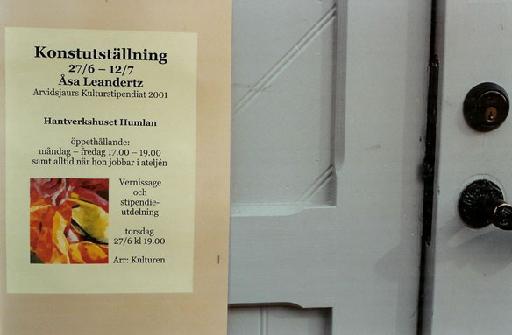 Konstutställning
27/6 – 12/7
Åsa Leandertz
Arvidsjaurs Kulturstipendiat 2001
Hantverkshuset Humlan
öppethållande:
måndag – fredag 17.00 – 19.00
samt alltid när hon jobbar i ateljén
Vernissage
och
stipendie-
utdelning
torsdag
27/6 kl 19.00
Arr: Kulturen